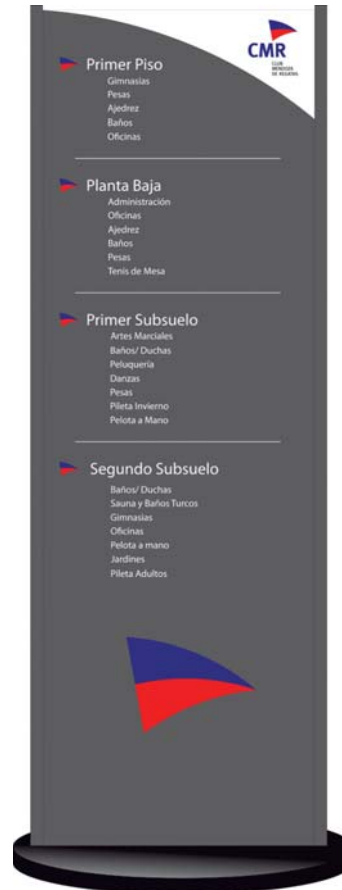 CMR
CLUB
MENDOZA
DE REGATAS
Primer Piso
Gimnasias
Pesas
Ajedrez
Baños
Oficinas
Planta Baja
Administración
Oficinas
Ajedrez
Baños
Pesas
Tenis de Mesa
Primer Subsuelo
Artes Marciales
Baños/ Duchas
Peluquería
Danzas
Pesas
Pileta Invierno
Pelota a Mano
Segundo Subsuelo
Baños/ Duchas
Sauna y Baños Turcos
Gimnasias
Oficinas
Pelota a mano
Jardines
Pileta Adultos